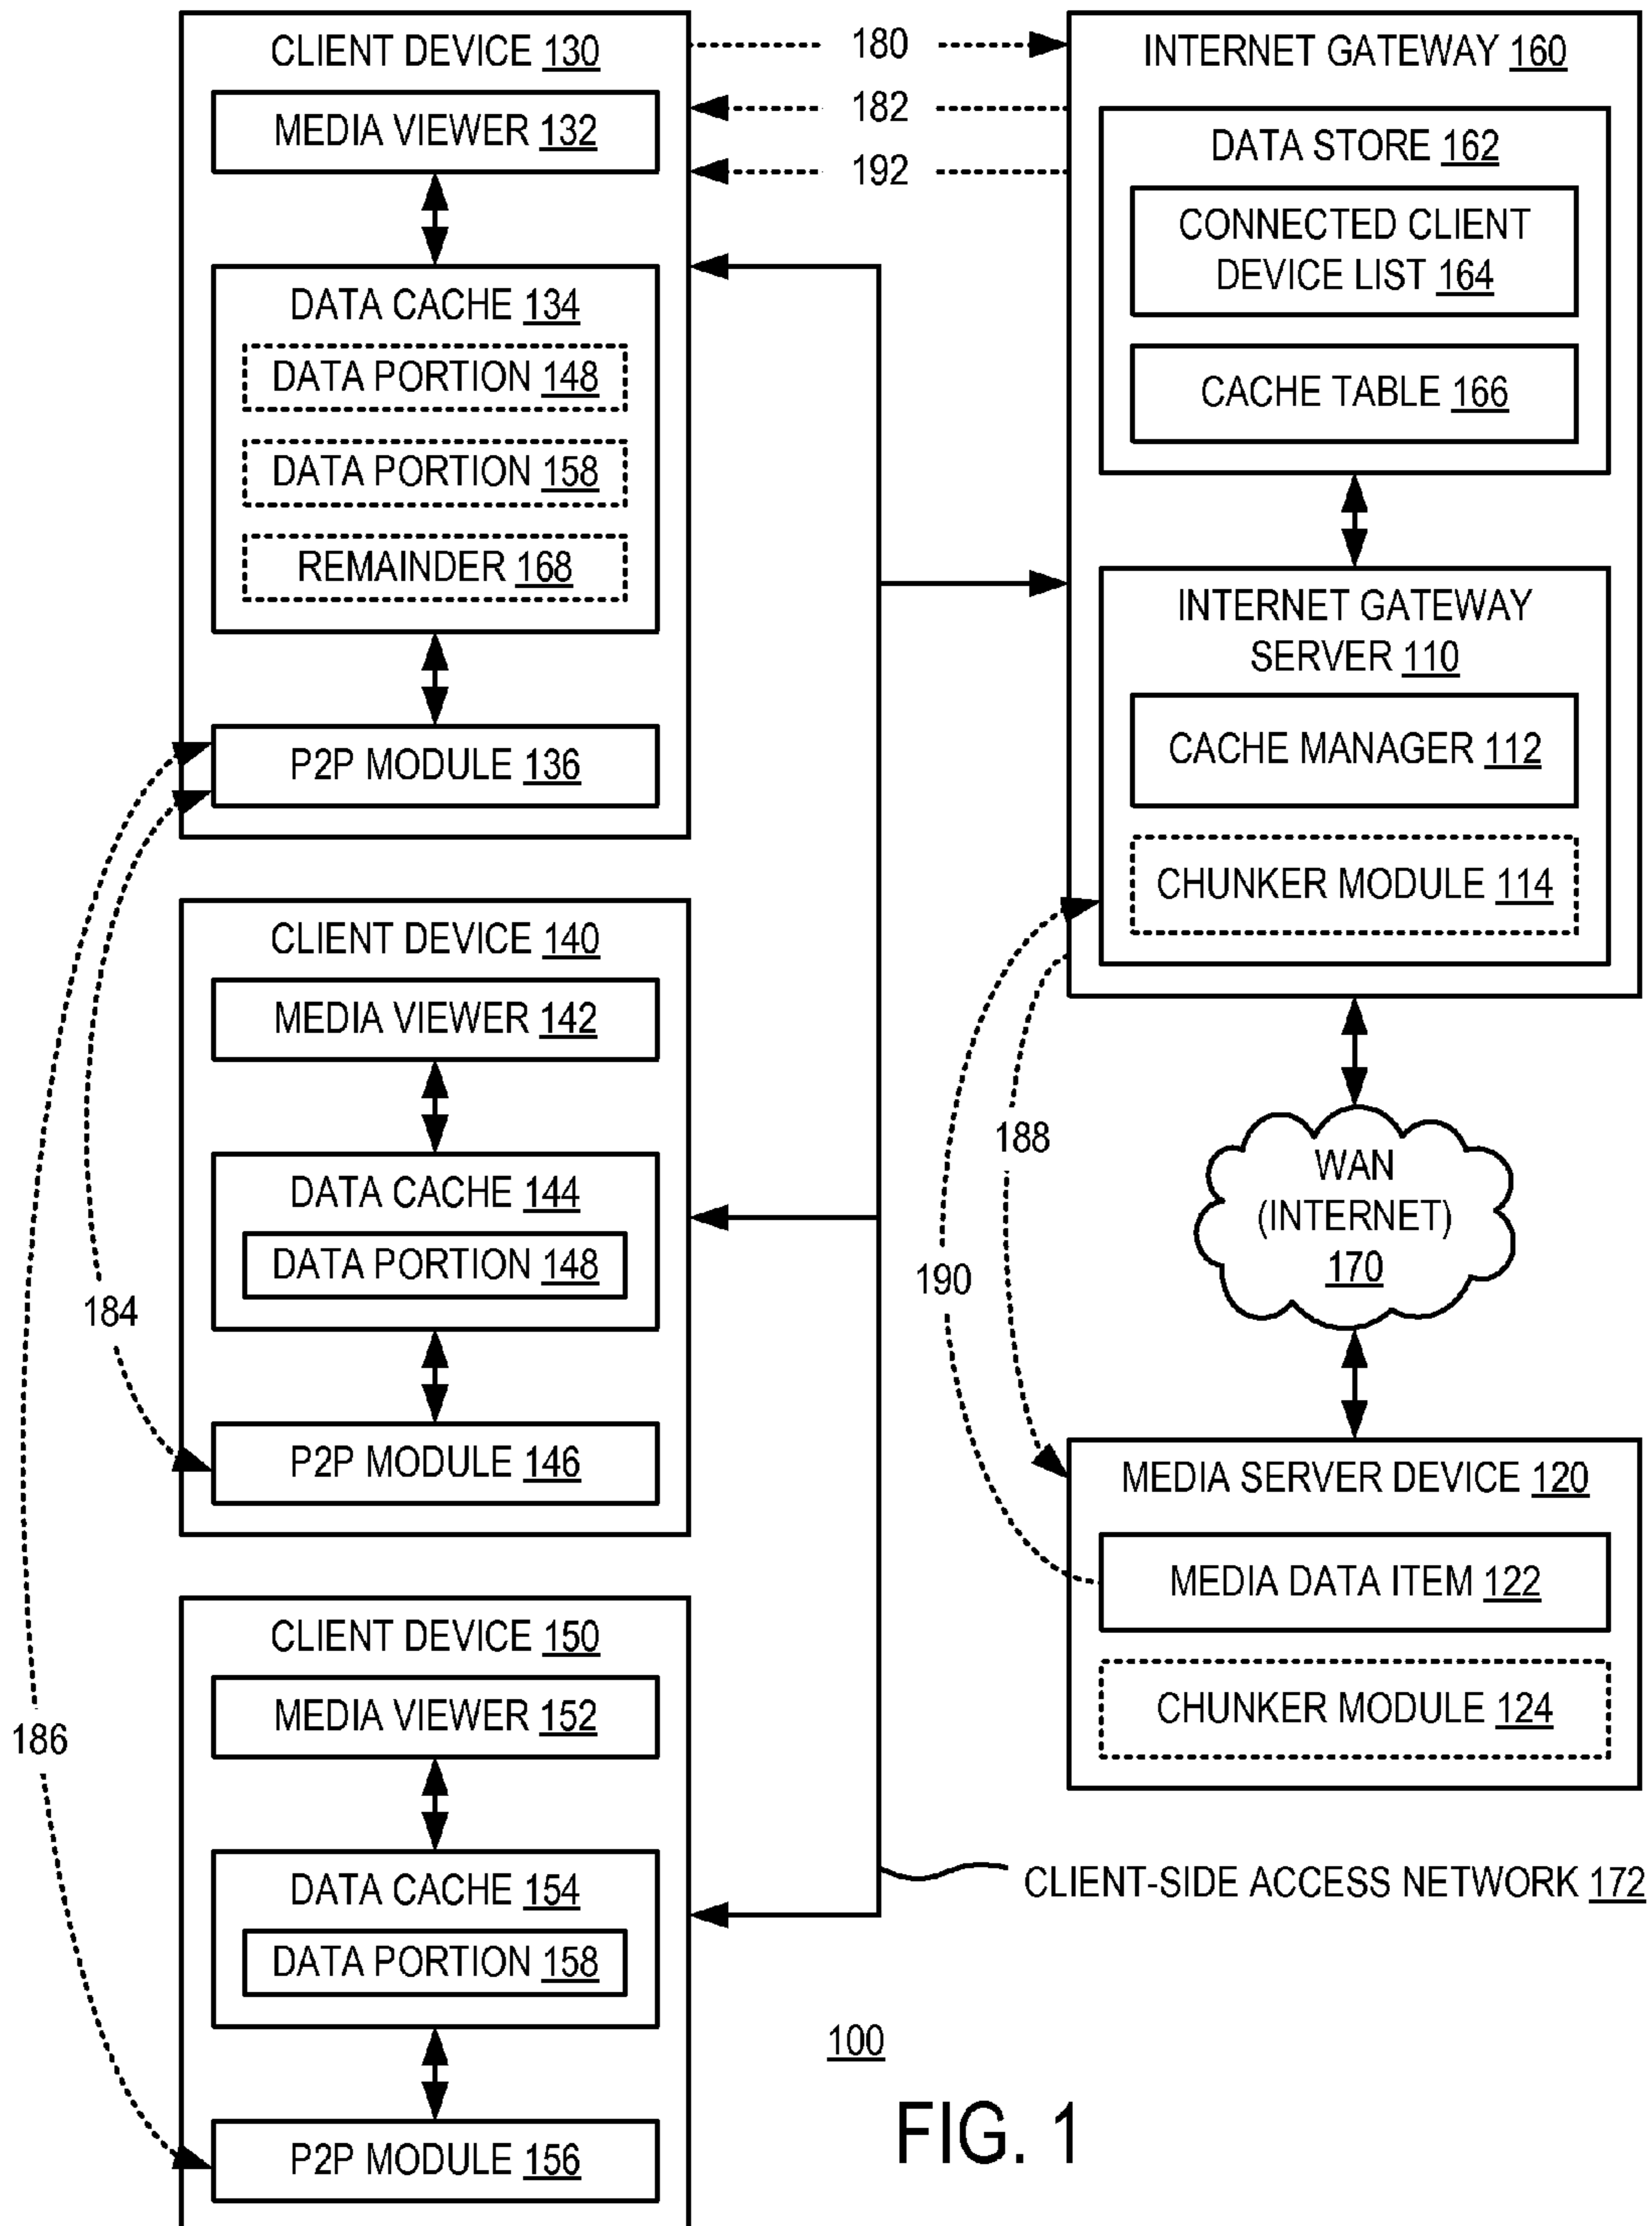 CLIENT DEVICE 130
MEDIA VIEWER 132
DATA CACHE 134
DATA PORTION 148
DATA PORTION 158
REMAINDER 168
P2P MODULE 136
180
182
192
INTERNET GATEWAY 160
DATA STORE 162
CONNECTED CLIENT
DEVICE LIST 164
CACHE TABLE 166
INTERNET GATEWAY
SERVER 110
CACHE MANAGER 112
CHUNKER MODULE 114
CLIENT DEVICE 140
MEDIA VIEWER 142
DATA CACHE 144
DATA PORTION 148
P2P MODULE 146
184
186
188
190
WAN
(INTERNET)
170
MEDIA SERVER DEVICE 120
MEDIA DATA ITEM 122
CHUNKER MODULE 124
CLIENT DEVICE 150
MEDIA VIEWER 152
DATA CACHE 154
DATA PORTION 158
P2P MODULE 156
CLIENT-SIDE ACCESS NETWORK 172
100
FIG. 1